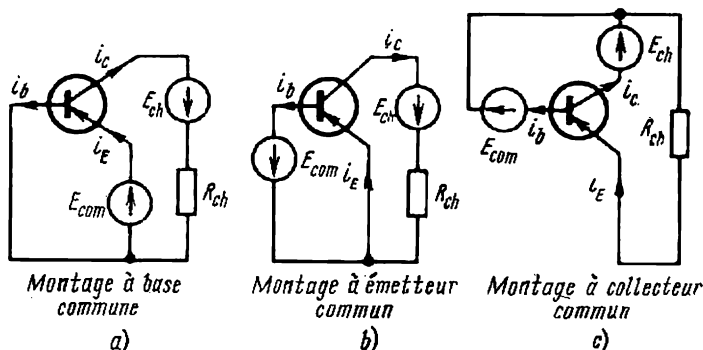 i_b
i_c
E_ch
i_E
E_com
R_ch
Montage à base
commune
a)
i_c
i_b
E_ch
E_com
i_E
R_ch
Montage à émetteur
commun
b)
E_ch
i_c
i_b
E_com
R_ch
i_E
Montage à collecteur
commun
c)